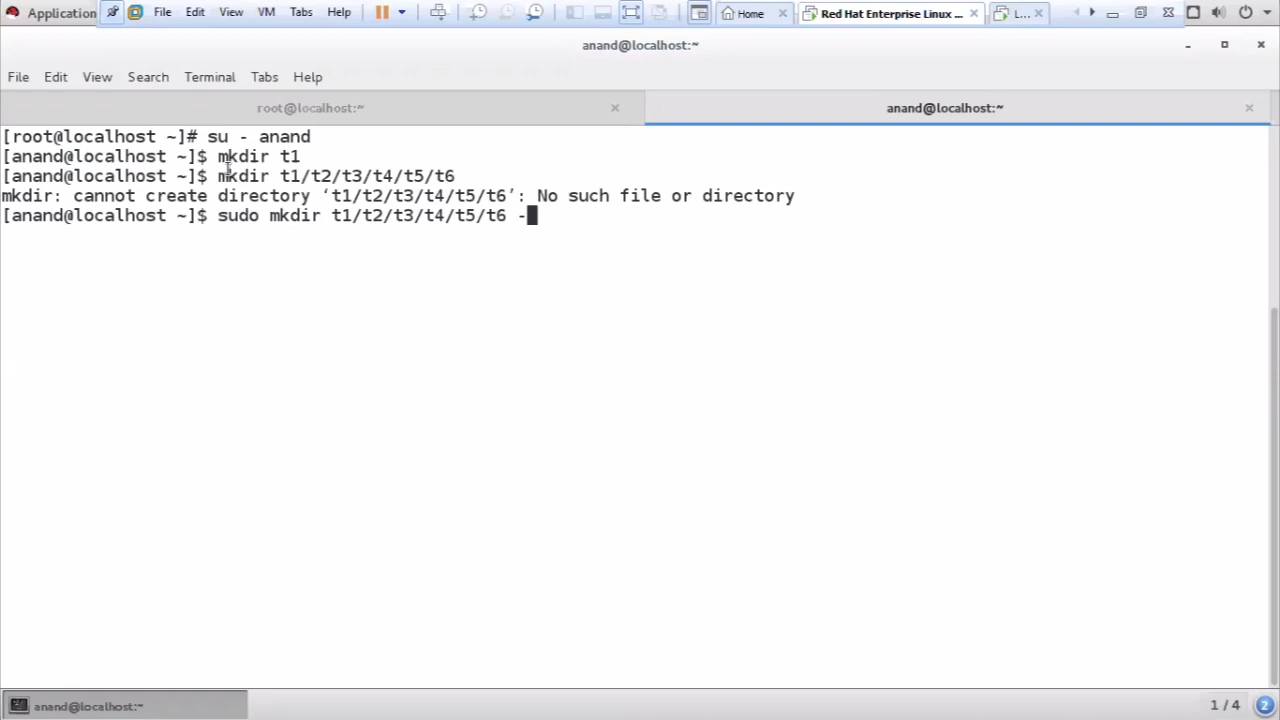 Application File Edit View VM Tabs Help Home Red Hat Enterprise Linux ... L...
anand@localhost:~
File Edit View Search Terminal Tabs Help
root@localhost:~ anand@localhost:~
[root@localhost ~]# su - anand
[anand@localhost ~]$ mkdir t1
[anand@localhost ~]$ mkdir t1/t2/t3/t4/t5/t6
mkdir: cannot create directory ‘t1/t2/t3/t4/t5/t6’: No such file or directory
[anand@localhost ~]$ sudo mkdir t1/t2/t3/t4/t5/t6 -
anand@localhost:~ 1 / 4 2